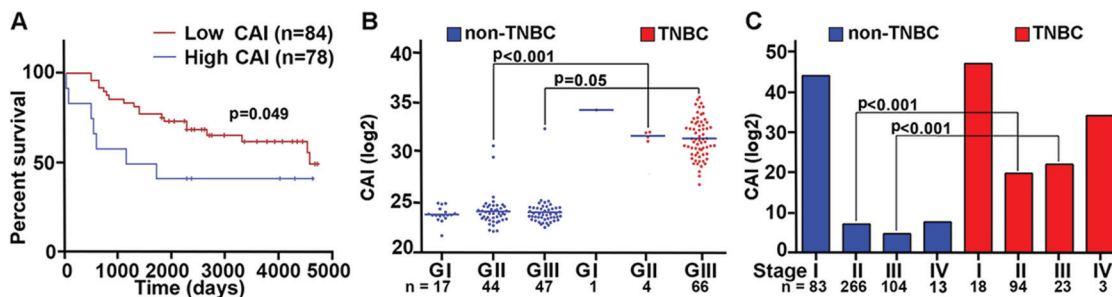 A
Low CAI (n=84)
High CAI (n=78)
p=0.049
Percent survival
100
50
0
0
1000
2000
3000
4000
5000
Time (days)
B
non-TNBC
TNBC
p<0.001
p=0.05
CAI (log2)
40
35
30
25
20
GI GII GIII GI GII GIII
n = 17 44 47 1 4 66
C
non-TNBC
TNBC
p<0.001
p<0.001
CAI (log2)
50
40
30
20
10
0
Stage I II III IV I II III IV
n = 83 266 104 13 18 94 23 3